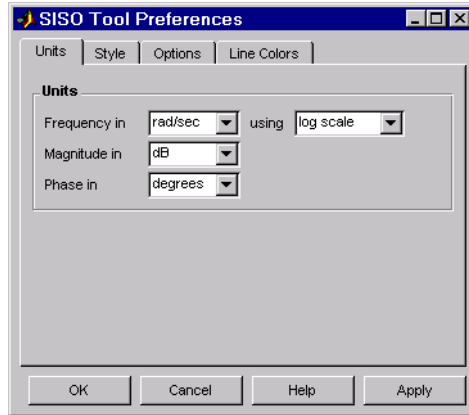 SISO Tool Preferences
Units Style Options Line Colors
Units
Frequency in rad/sec using log scale
Magnitude in dB
Phase in degrees
OK Cancel Help Apply